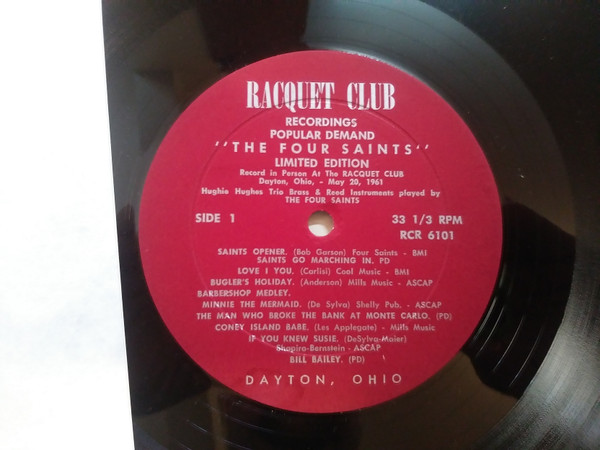 RACQUET CLUB
RECORDINGS
POPULAR DEMAND
"THE FOUR SAINTS"
LIMITED EDITION
Record in Person At The RACQUET CLUB
Dayton, Ohio, - May 20, 1961
Hughie Hughes Trio Brass & Reed Instruments played by
THE FOUR SAINTS
SIDE 1
33 1/3 RPM
RCR 6101
SAINTS OPENER. (Bob Garson) Four Saints - BMI
SAINTS GO MARCHING IN. PD
LOVE I YOU. (Carlisi) Cool Music - BMI
BUGLER'S HOLIDAY. (Anderson) Mills Music - ASCAP
BARBERSHOP MEDLEY.
MINNIE THE MERMAID. (De Sylva) Shelly Pub. - ASCAP
THE MAN WHO BROKE THE BANK AT MONTE CARLO. (PD)
CONEY ISLAND BABE. (Les Applegate) - Mills Music
IF YOU KNEW SUSIE. (DeSylva-Maier)
Shapiro-Bernstein - ASCAP
BILL BAILEY. (PD)
DAYTON, OHIO